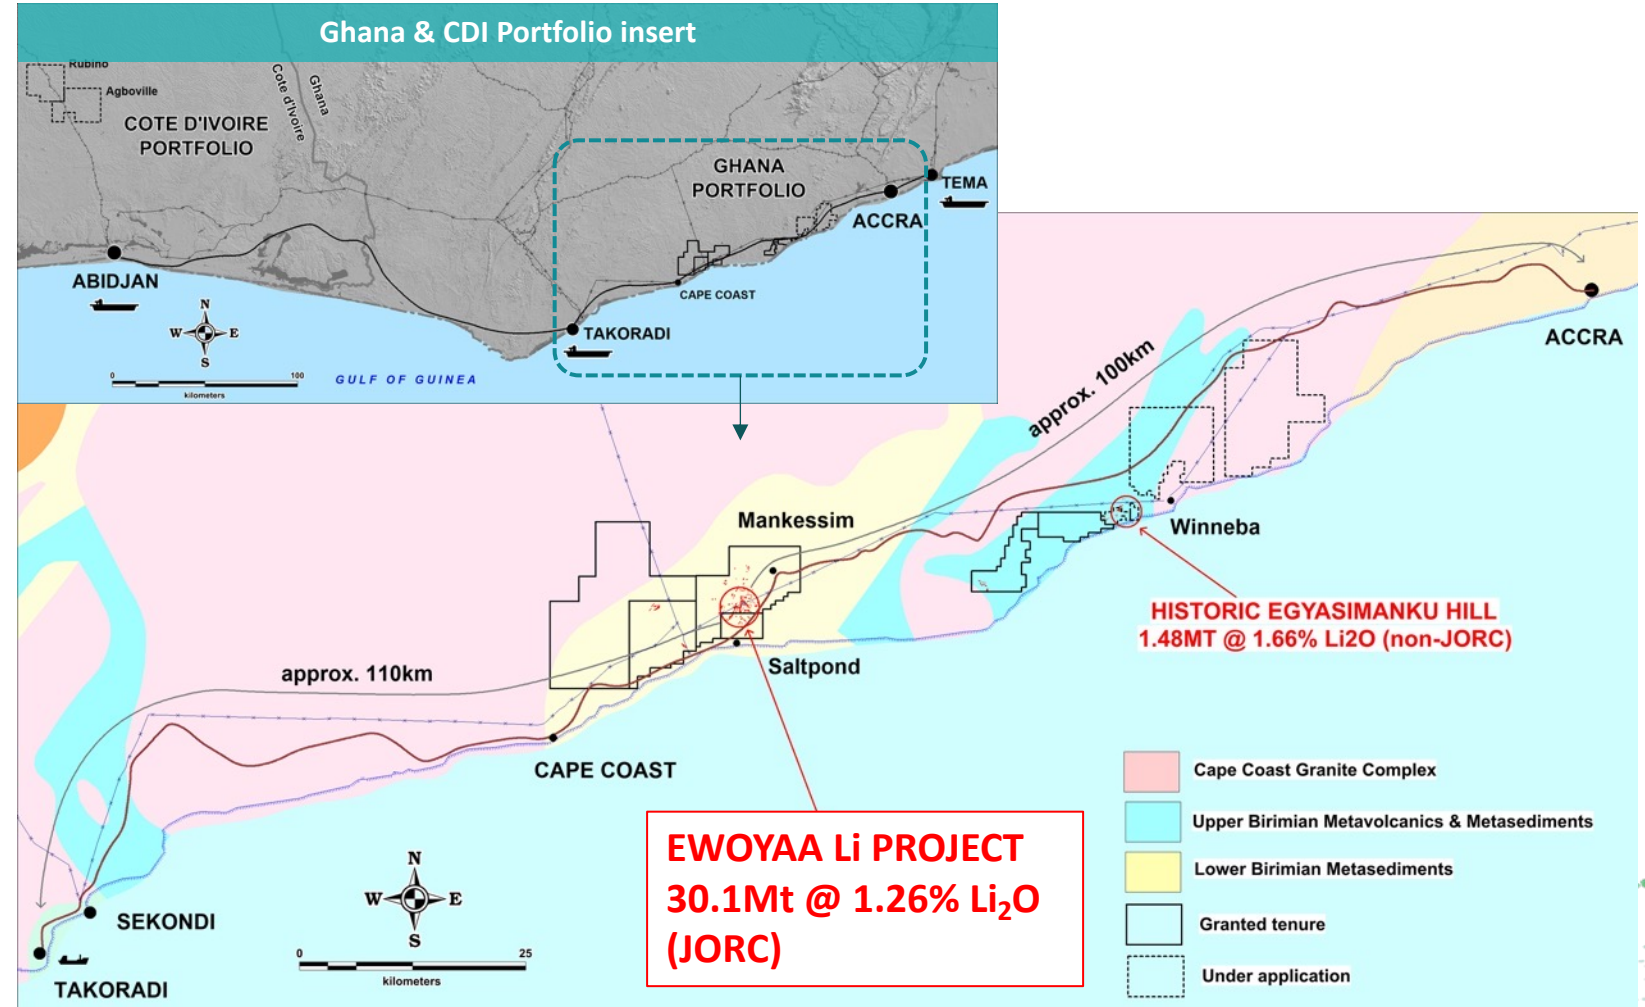 Ghana & CDI Portfolio insert
Rubino
Agboville
Ghana
Cote d'Ivoire
COTE D'IVOIRE
PORTFOLIO
GHANA
PORTFOLIO
TEMA
ACCRA
ABIDJAN
CAPE COAST
TAKORADI
N
W E
S
0 100
kilometers
GULF OF GUINEA
approx. 100km
ACCRA
Mankessim
Winneba
HISTORIC EGYASIMANKU HILL
1.48MT @ 1.66% Li2O (non-JORC)
Saltpond
approx. 110km
CAPE COAST
EWOYAA Li PROJECT
30.1Mt @ 1.26% Li₂O
(JORC)
N
W E
S
0 25
kilometers
SEKONDI
TAKORADI
Cape Coast Granite Complex
Upper Birimian Metavolcanics & Metasediments
Lower Birimian Metasediments
Granted tenure
Under application